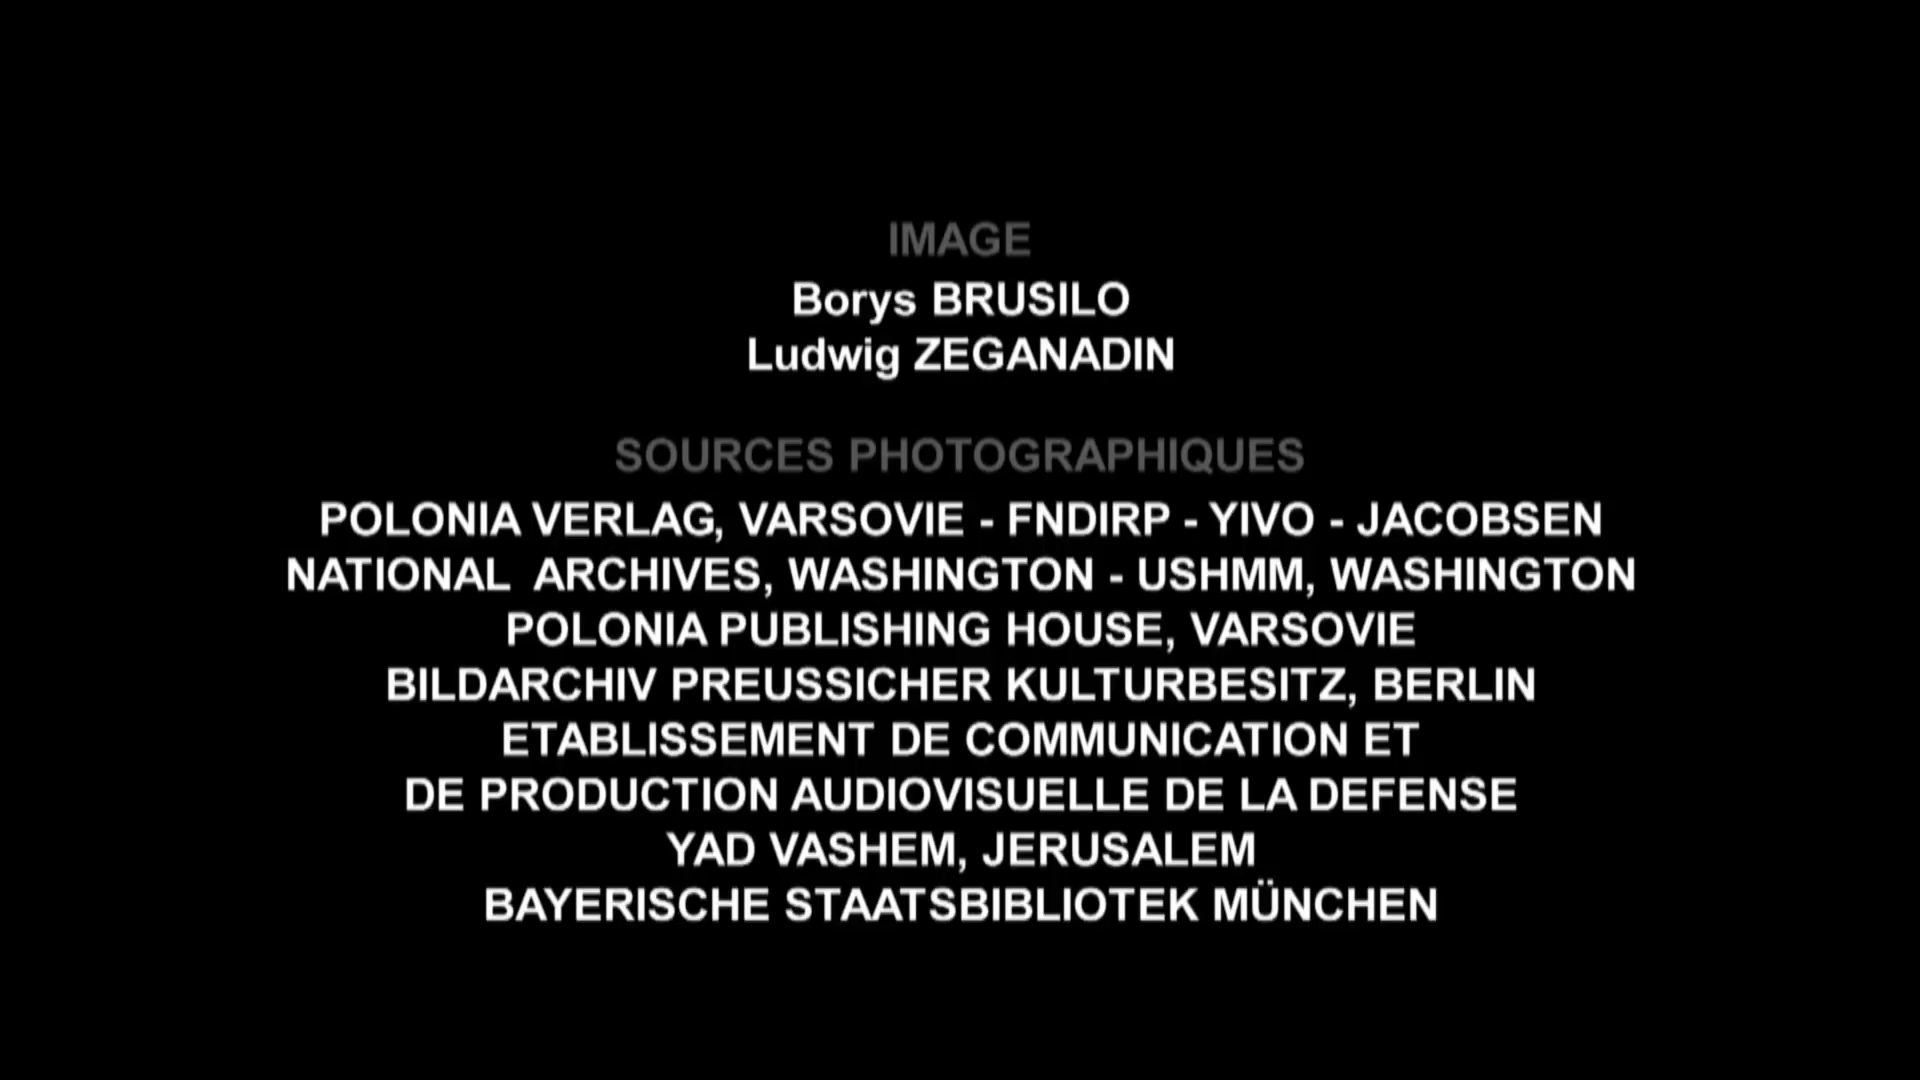 IMAGE
Borys BRUSILO
Ludwig ZEGANADIN
SOURCES PHOTOGRAPHIQUES
POLONIA VERLAG, VARSOVIE - FNDIRP - YIVO - JACOBSEN
NATIONAL ARCHIVES, WASHINGTON - USHMM, WASHINGTON
POLONIA PUBLISHING HOUSE, VARSOVIE
BILDARCHIV PREUSSICHER KULTURBESITZ, BERLIN
ETABLISSEMENT DE COMMUNICATION ET
DE PRODUCTION AUDIOVISUELLE DE LA DEFENSE
YAD VASHEM, JERUSALEM
BAYERISCHE STAATSBIBLIOTEK MÜNCHEN